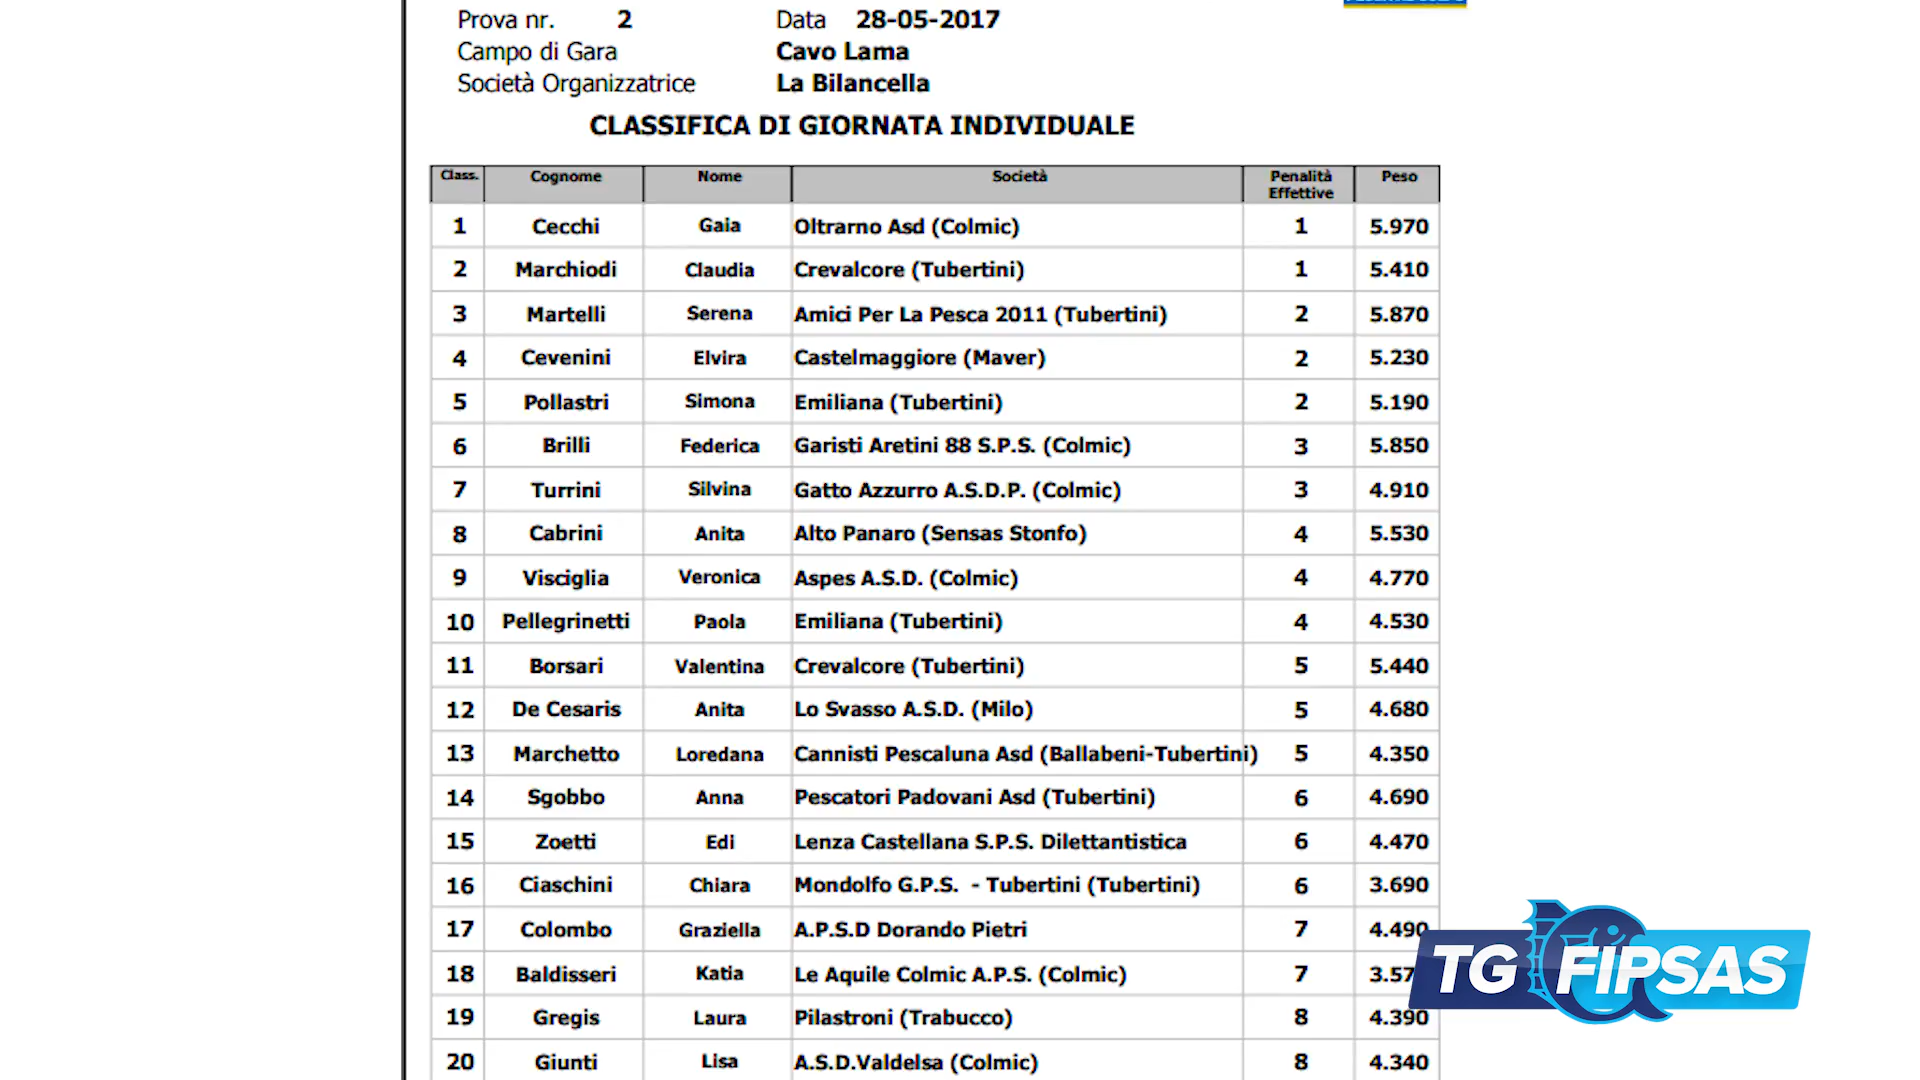 Prova nr. 2 Data 28-05-2017
Campo di Gara Cavo Lama
Società Organizzatrice La Bilancella
CLASSIFICA DI GIORNATA INDIVIDUALE
Class. Cognome Nome Società Penalità Effettive Peso
1 Cecchi Gaia Oltrarno Asd (Colmic) 1 5.970
2 Marchiodi Claudia Crevalcore (Tubertini) 1 5.410
3 Martelli Serena Amici Per La Pesca 2011 (Tubertini) 2 5.870
4 Cevenini Elvira Castelmaggiore (Maver) 2 5.230
5 Pollastri Simona Emiliana (Tubertini) 2 5.190
6 Brilli Federica Garisti Aretini 88 S.P.S. (Colmic) 3 5.850
7 Turrini Silvina Gatto Azzurro A.S.D.P. (Colmic) 3 4.910
8 Cabrini Anita Alto Panaro (Sensas Stonfo) 4 5.530
9 Visciglia Veronica Aspes A.S.D. (Colmic) 4 4.770
10 Pellegrinetti Paola Emiliana (Tubertini) 4 4.530
11 Borsari Valentina Crevalcore (Tubertini) 5 5.440
12 De Cesaris Anita Lo Svasso A.S.D. (Milo) 5 4.680
13 Marchetto Loredana Cannisti Pescaluna Asd (Ballabeni-Tubertini) 5 4.350
14 Sgobbo Anna Pescatori Padovani Asd (Tubertini) 6 4.690
15 Zoetti Edi Lenza Castellana S.P.S. Dilettantistica 6 4.470
16 Ciaschini Chiara Mondolfo G.P.S. - Tubertini (Tubertini) 6 3.690
17 Colombo Graziella A.P.S.D Dorando Pietri 7 4.490
18 Baldisseri Katia Le Aquile Colmic A.P.S. (Colmic) 7 3.57
19 Gregis Laura Pilastroni (Trabucco) 8 4.390
20 Giunti Lisa A.S.D.Valdelsa (Colmic) 8 4.340
TG FIPSAS